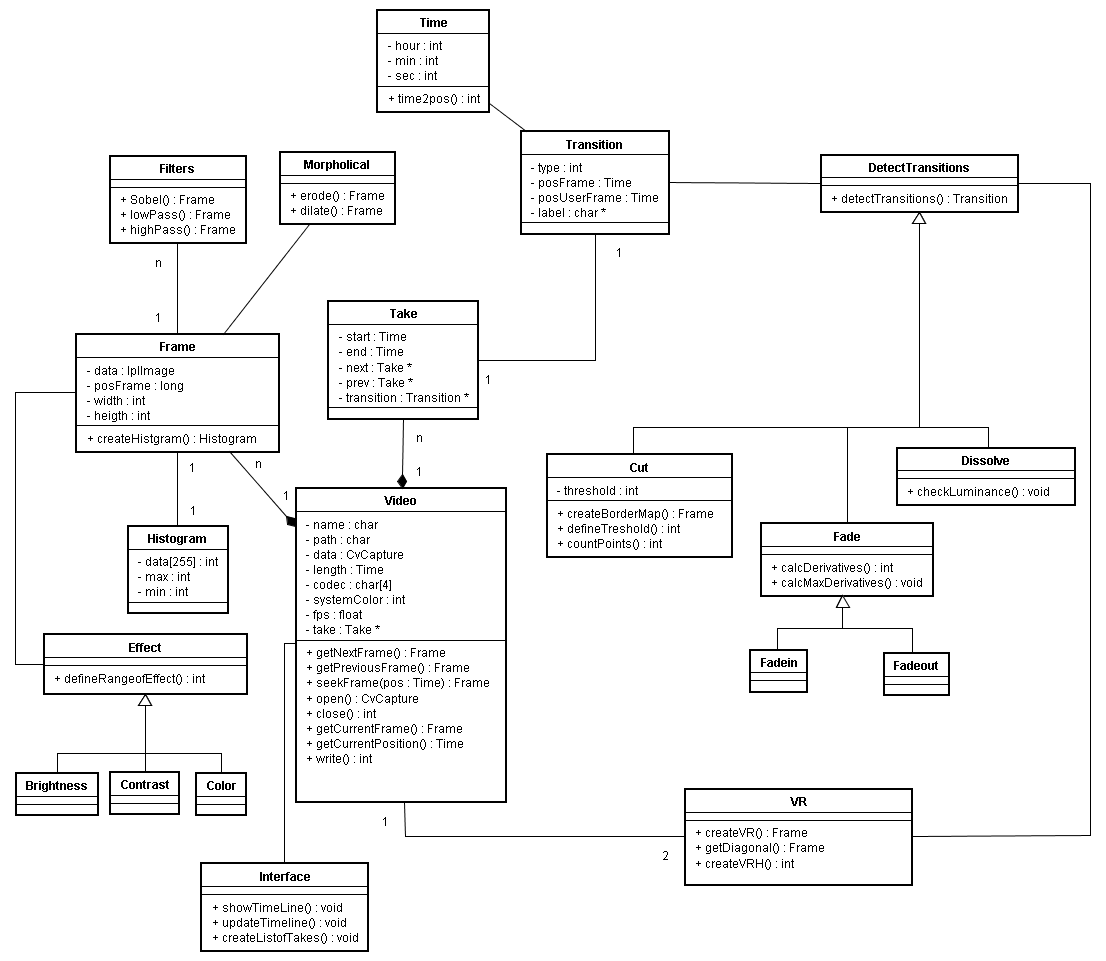 Time
- hour : int
- min : int
- sec : int
+ time2pos() : int
Transition
- type : int
- posFrame : Time
- posUserFrame : Time
- label : char *
1
DetectTransitions
+ detectTransitions() : Transition
Filters
+ Sobel() : Frame
+ lowPass() : Frame
+ highPass() : Frame
n
1
Morpholical
+ erode() : Frame
+ dilate() : Frame
Take
- start : Time
- end : Time
- next : Take *
- prev : Take *
- transition : Transition *
1
n
1
Frame
- data : IplImage
- posFrame : long
- width : int
- heigth : int
+ createHistgram() : Histogram
1
n
1
1
Histogram
- data[255] : int
- max : int
- min : int
Video
- name : char
- path : char
- data : CvCapture
- length : Time
- codec : char[4]
- systemColor : int
- fps : float
- take : Take *
+ getNextFrame() : Frame
+ getPreviousFrame() : Frame
+ seekFrame(pos : Time) : Frame
+ open() : CvCapture
+ close() : int
+ getCurrentFrame() : Frame
+ getCurrentPosition() : Time
+ write() : int
1
2
Cut
- threshold : int
+ createBorderMap() : Frame
+ defineTreshold() : int
+ countPoints() : int
Dissolve
+ checkLuminance() : void
Fade
+ calcDerivatives() : int
+ calcMaxDerivatives() : void
Fadein
Fadeout
Effect
+ defineRangeofEffect() : int
Brightness
Contrast
Color
VR
+ createVR() : Frame
+ getDiagonal() : Frame
+ createVRH() : int
Interface
+ showTimeLine() : void
+ updateTimeline() : void
+ createListofTakes() : void